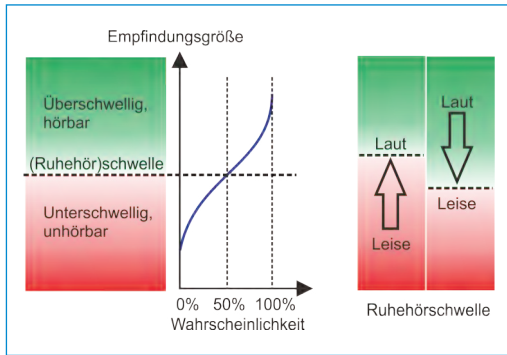 Empfindungsgröße
Überschwellig,
hörbar
(Ruhehör)schwelle
Unterschwellig,
unhörbar
0% 50% 100%
Wahrscheinlichkeit
Laut
Leise
Laut
Leise
Ruhehörschwelle